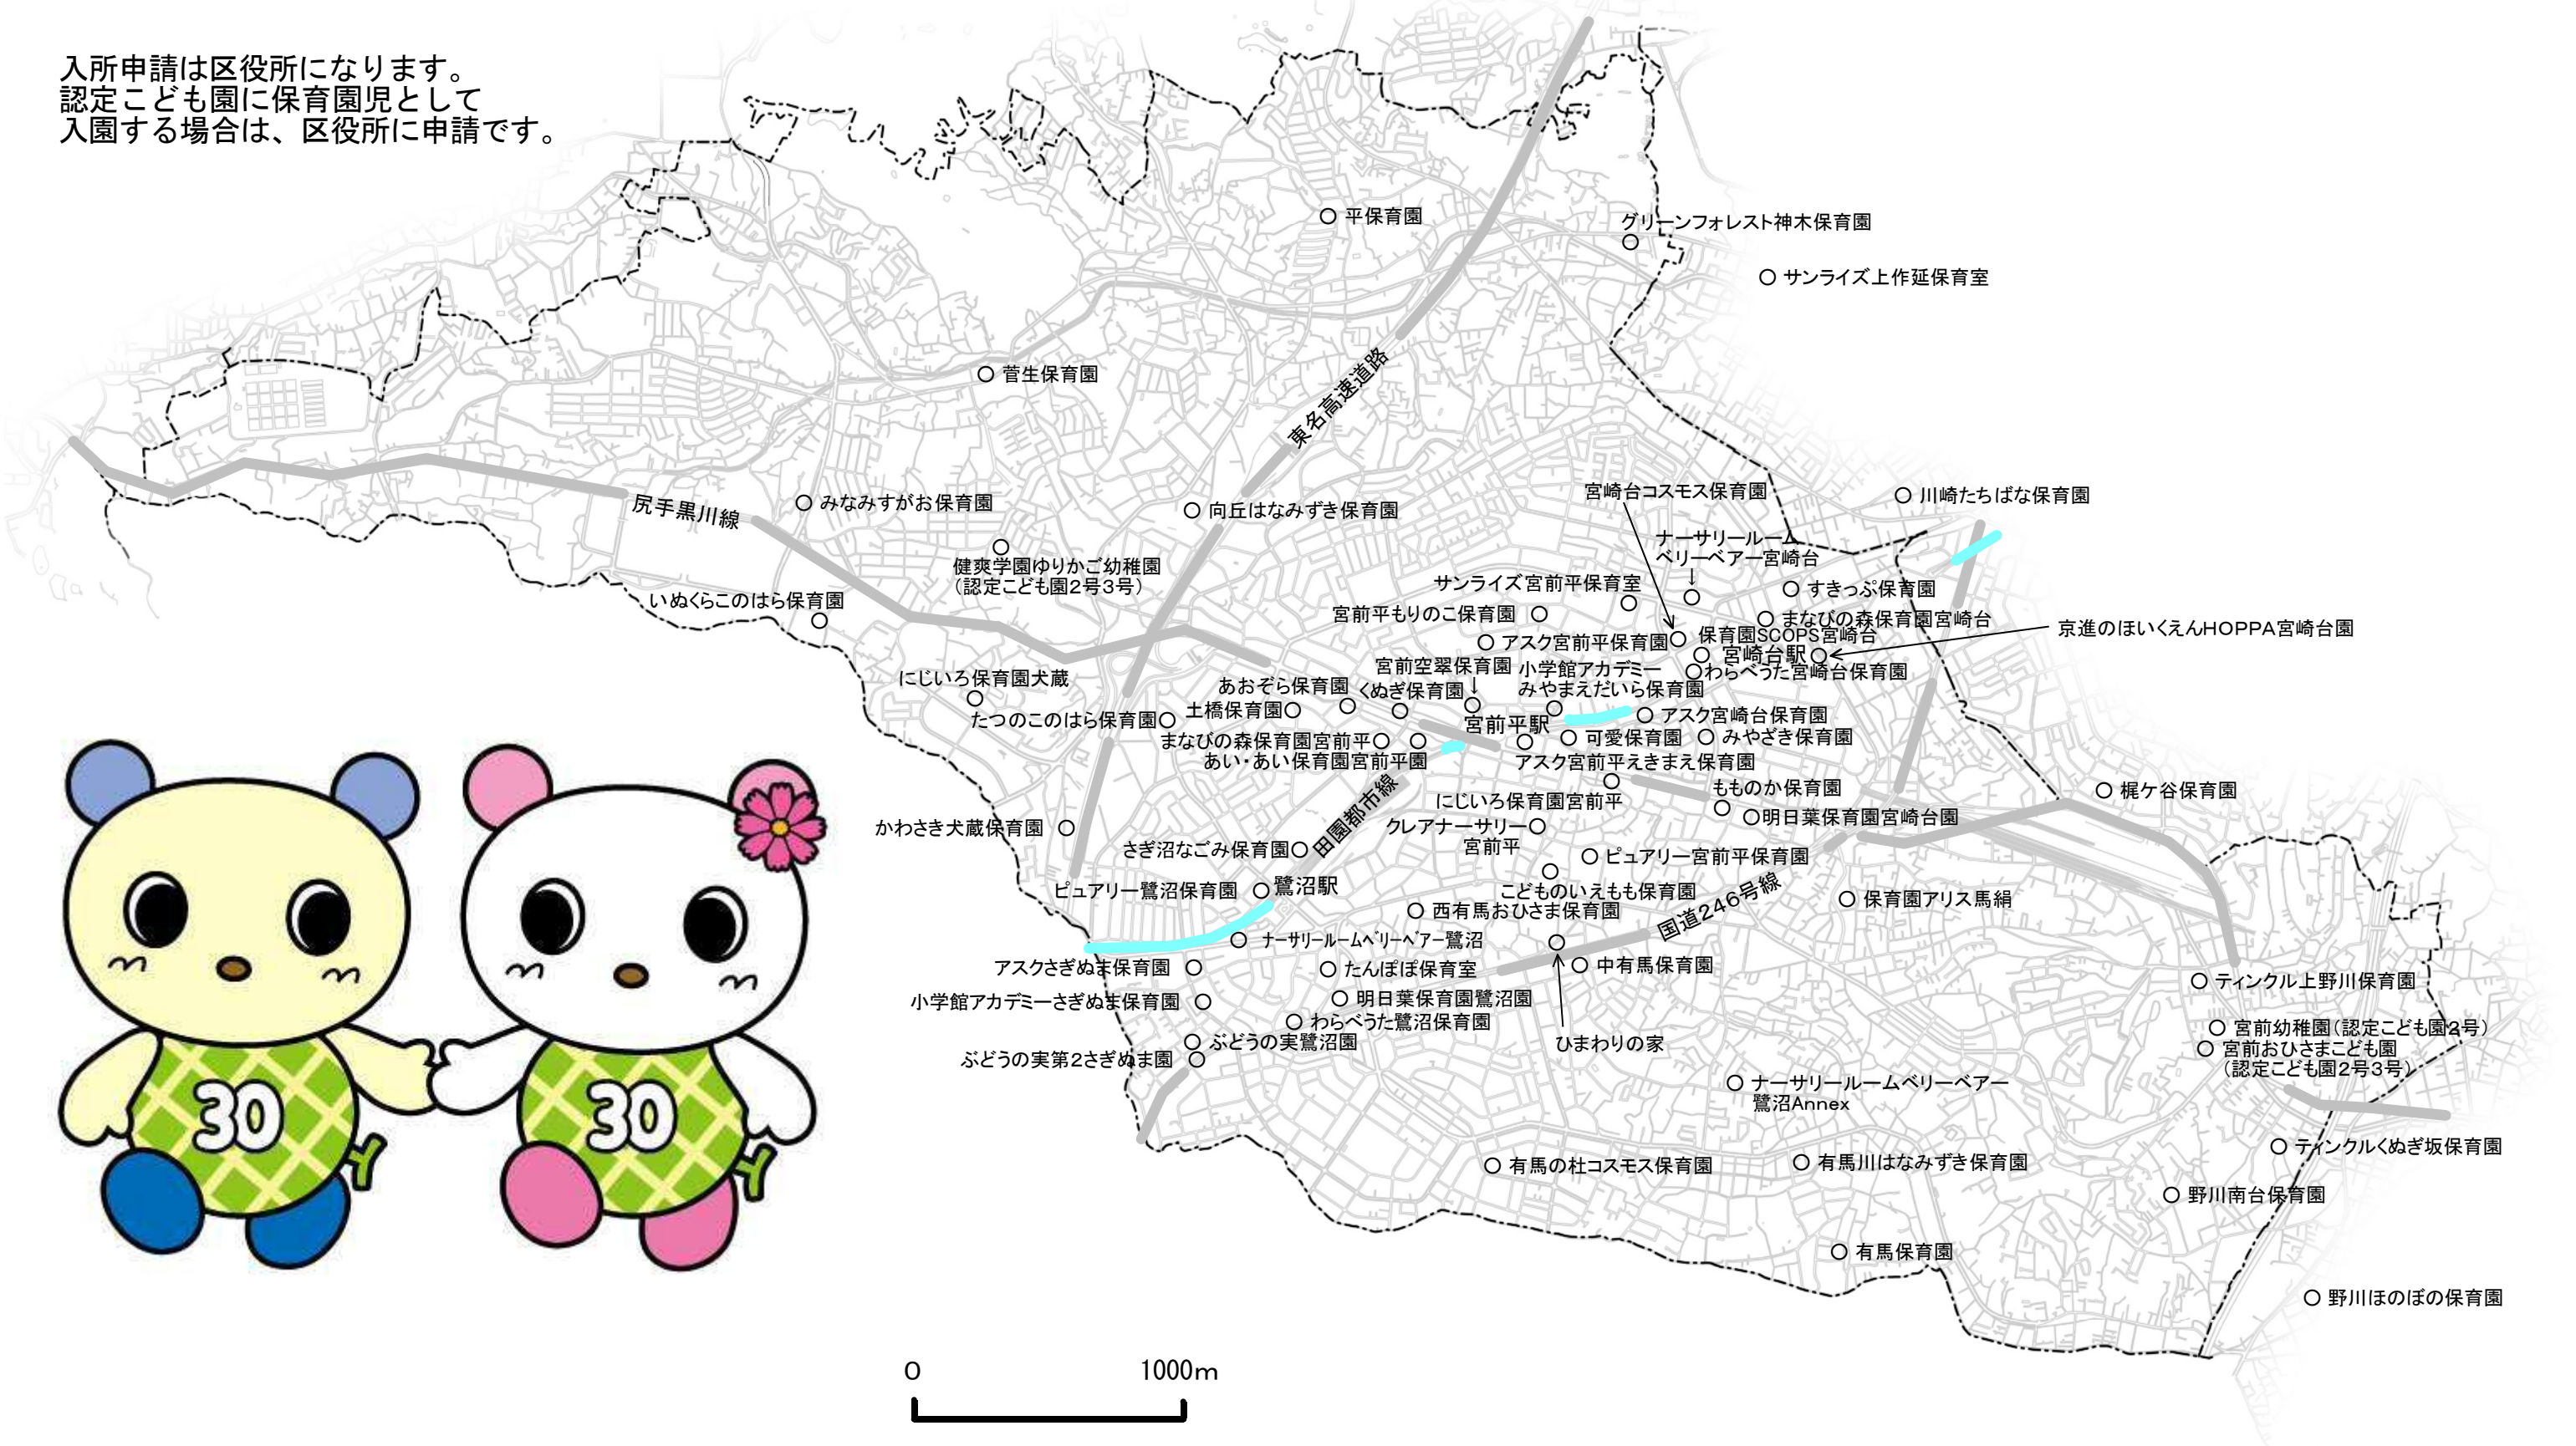 入所申請は区役所になります。
認定こども園に保育園児として
入園する場合は、区役所に申請です。
平保育園
グリーンフォレスト神木保育園
サンライズ上作延保育室
菅生保育園
東名高速道路
尻手黒川線
みなみすがお保育園
向丘はなみずき保育園
宮崎台コスモス保育園
川崎たちばな保育園
ナーサリールーム
ベリーベアー宮崎台
↓
健爽学園ゆりかご幼稚園
(認定こども園2号3号)
サンライズ宮前平保育室
すきっぷ保育園
いぬくらこのはら保育園
宮前平もりのこ保育園
まなびの森保育園宮崎台
京進のほいくえんHOPPA宮崎台園
アスク宮前平保育園
保育園SCOPS宮崎台
宮崎台駅
宮前空翠保育園
↓
小学館アカデミー
みやまえだいら保育園
わらべうた宮崎台保育園
にじいろ保育園犬蔵
あおぞら保育園
くぬぎ保育園
たつのこのはら保育園
土橋保育園
宮前平駅
アスク宮崎台保育園
まなびの森保育園宮前平
可愛保育園
みやざき保育園
あい・あい保育園宮前平園
アスク宮前平えきまえ保育園
田園都市線
にじいろ保育園宮前平
もものか保育園
梶ケ谷保育園
明日葉保育園宮崎台園
かわさき犬蔵保育園
クレアナーサリー
宮前平
さぎ沼なごみ保育園
ピュアリー宮前平保育園
ピュアリー鷺沼保育園
鷺沼駅
こどものいえもも保育園
保育園アリス馬絹
西有馬おひさま保育園
国道246号線
ナーサリールームベリーベアー鷺沼
アスクさぎぬま保育園
たんぽぽ保育室
中有馬保育園
ティンクル上野川保育園
小学館アカデミーさぎぬま保育園
明日葉保育園鷺沼園
わらべうた鷺沼保育園
宮前幼稚園(認定こども園2号)
ぶどうの実鷺沼園
ひまわりの家
宮前おひさまこども園
(認定こども園2号3号)
ぶどうの実第2さぎぬま園
ナーサリールームベリーベアー
鷺沼Annex
30
30
ティンクルくぬぎ坂保育園
有馬の杜コスモス保育園
有馬川はなみずき保育園
野川南台保育園
有馬保育園
野川ほのぼの保育園
0
1000m